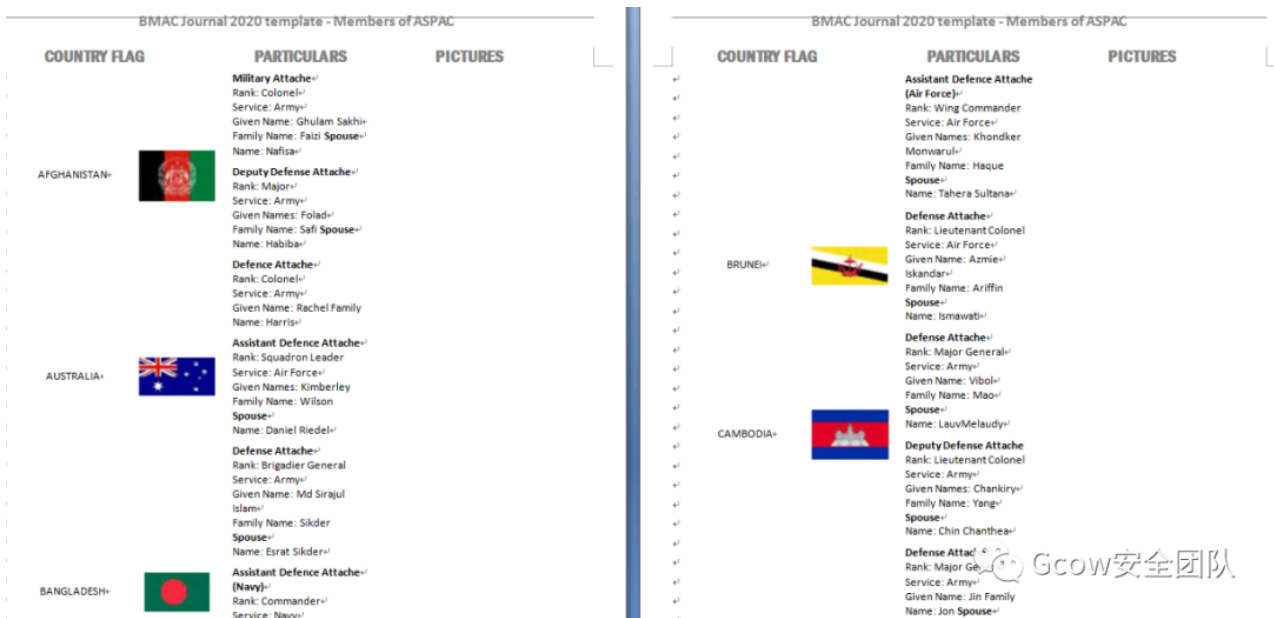 BMAC Journal 2020 template - Members of ASPAC
COUNTRY FLAG PARTICULARS PICTURES
Military Attache
Rank: Colonel
Service: Army
Given Name: Ghulam Sakhi
Family Name: Faizi Spouse
Name: Nafisa
AFGHANISTAN
Deputy Defense Attache
Rank: Major
Service: Army
Given Names: Folad
Family Name: Safi Spouse
Name: Habiba
Defence Attache
Rank: Colonel
Service: Army
Given Name: Rachel Family
Name: Harris
AUSTRALIA
Assistant Defence Attache
Rank: Squadron Leader
Service: Air Force
Given Names: Kimberley
Family Name: Wilson
Spouse
Name: Daniel Riedel
Defense Attache
Rank: Brigadier General
Service: Army
Given Name: Md Sirajul
Islam
Family Name: Sikder
Spouse
Name: Esrat Sikder
BANGLADESH
Assistant Defence Attache
(Navy)
Rank: Commander
Service: Navy
BMAC Journal 2020 template - Members of ASPAC
COUNTRY FLAG PARTICULARS PICTURES
Assistant Defence Attache
(Air Force)
Rank: Wing Commander
Service: Air Force
Given Names: Khondker
Monwarul
Family Name: Haque
Spouse
Name: Tahera Sultana
BRUNEI
Defense Attache
Rank: Lieutenant Colonel
Service: Air Force
Given Name: Azmie
Iskandar
Family Name: Ariffin
Spouse
Name: Ismawati
CAMBODIA
Defense Attache
Rank: Major General
Service: Army
Given Name: Vibol
Family Name: Mao
Spouse
Name: LauvMelaudy
Deputy Defense Attache
Rank: Lieutenant Colonel
Service: Army
Given Names: Chankiry
Family Name: Yang
Spouse
Name: Chin Chanthea
Defense
Rank: Major
Service: Army
Given Name: Jin Family
Name: Jon Spouse
Gcow安全团队